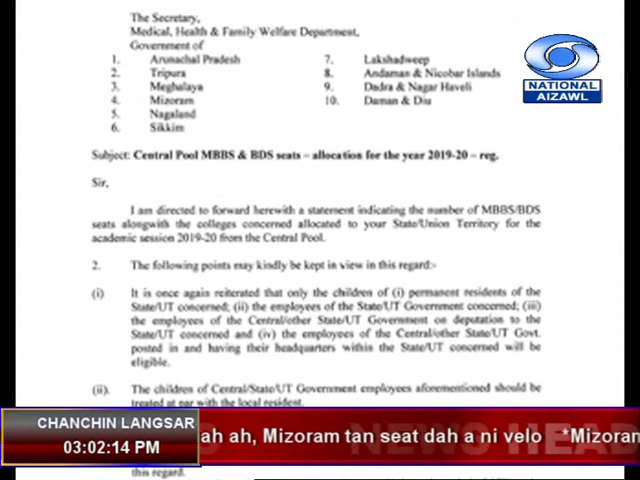 The Secretary,
Medical, Health & Family Welfare Department,
Government of
1. Arunachal Pradesh
2. Tripura
3. Meghalaya
4. Mizoram
5. Nagaland
6. Sikkim
7. Lakshadweep
8. Andaman & Nicobar Islands
9. Dadra & Nagar Haveli
10. Daman & Diu
NATIONAL
AIZAWL
Subject: Central Pool MBBS & BDS seats – allocation for the year 2019-20 – reg.
Sir,
I am directed to forward herewith a statement indicating the number of MBBS/BDS
seats alongwith the colleges concerned allocated to your State/Union Territory for the
academic session 2019-20 from the Central Pool.
2. The following points may kindly be kept in view in this regard:-
(i) It is once again reiterated that only the children of (i) permanent residents of the
State/UT concerned; (ii) the employees of the State/UT Government concerned; (iii)
the employees of the Central/other State/UT Government on deputation to the
State/UT concerned and (iv) the employees of the Central/other State/UT Govt.
posted in and having their headquarters within the State/UT concerned will be
eligible.
(ii). The children of Central/State/UT Government employees aforementioned should be
treated at par with the local resident.
CHANCHIN LANGSAR
03:02:14 PM
ah ah, Mizoram tan seat dah a ni velo *Mizoram
NEWS HEAD
this regard.